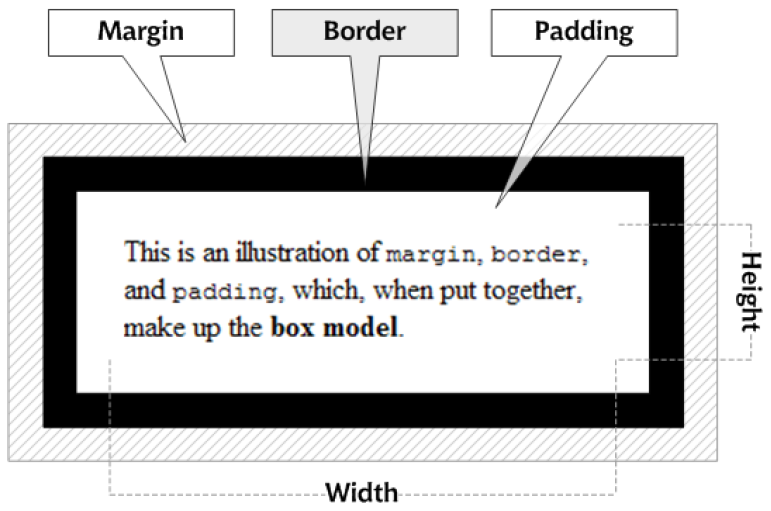 Margin
Border
Padding
This is an illustration of margin, border,
and padding, which, when put together,
make up the box model.
Height
Width